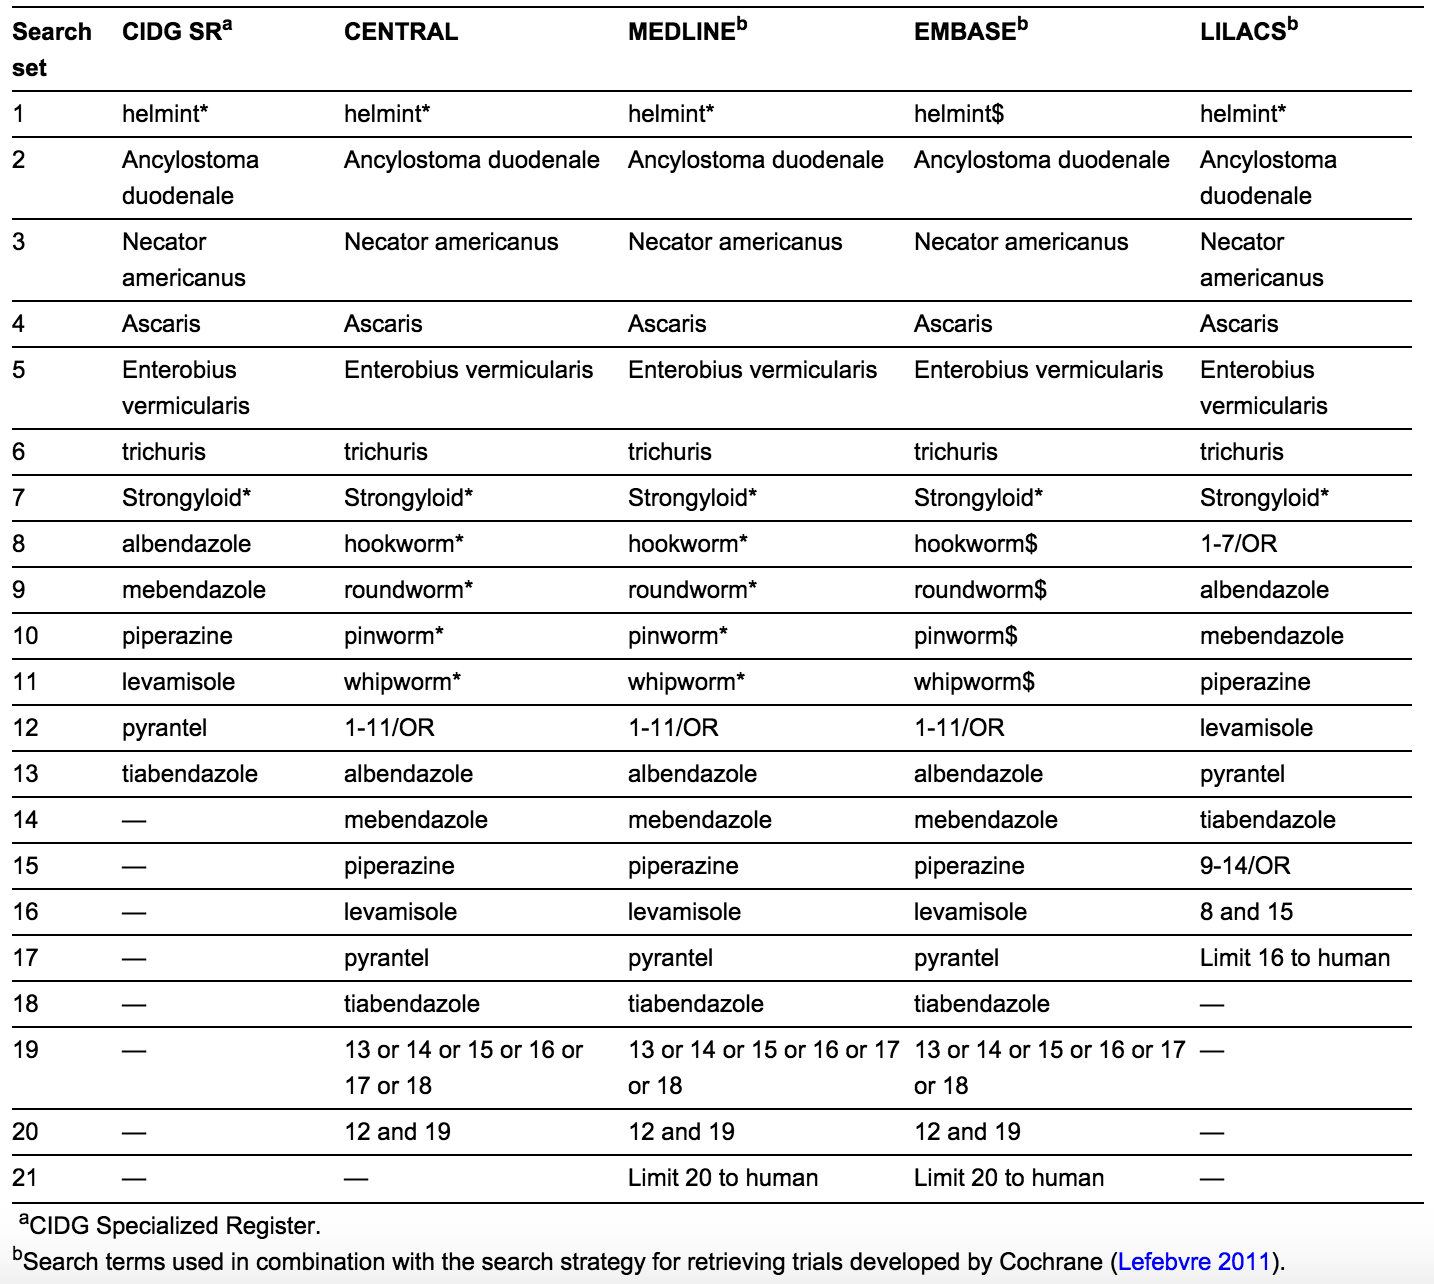 Search CIDG SRa CENTRAL MEDLINEb EMBASEb LILACSb
set
1 helmint* helmint* helmint* helmint$ helmint*
2 Ancylostoma Ancylostoma duodenale Ancylostoma duodenale Ancylostoma duodenale Ancylostoma
duodenale duodenale
3 Necator Necator americanus Necator americanus Necator americanus Necator
americanus americanus
4 Ascaris Ascaris Ascaris Ascaris Ascaris
5 Enterobius Enterobius vermicularis Enterobius vermicularis Enterobius vermicularis Enterobius
vermicularis vermicularis
6 trichuris trichuris trichuris trichuris trichuris
7 Strongyloid* Strongyloid* Strongyloid* Strongyloid* Strongyloid*
8 albendazole hookworm* hookworm* hookworm$ 1-7/OR
9 mebendazole roundworm* roundworm* roundworm$ albendazole
10 piperazine pinworm* pinworm* pinworm$ mebendazole
11 levamisole whipworm* whipworm* whipworm$ piperazine
12 pyrantel 1-11/OR 1-11/OR 1-11/OR levamisole
13 tiabendazole albendazole albendazole albendazole pyrantel
14 — mebendazole mebendazole mebendazole tiabendazole
15 — piperazine piperazine piperazine 9-14/OR
16 — levamisole levamisole levamisole 8 and 15
17 — pyrantel pyrantel pyrantel Limit 16 to human
18 — tiabendazole tiabendazole tiabendazole —
19 — 13 or 14 or 15 or 16 or 13 or 14 or 15 or 16 or 17 13 or 14 or 15 or 16 or 17 —
17 or 18 or 18 or 18
20 — 12 and 19 12 and 19 12 and 19 —
21 — — Limit 20 to human Limit 20 to human —
aCIDG Specialized Register.
bSearch terms used in combination with the search strategy for retrieving trials developed by Cochrane (Lefebvre 2011).